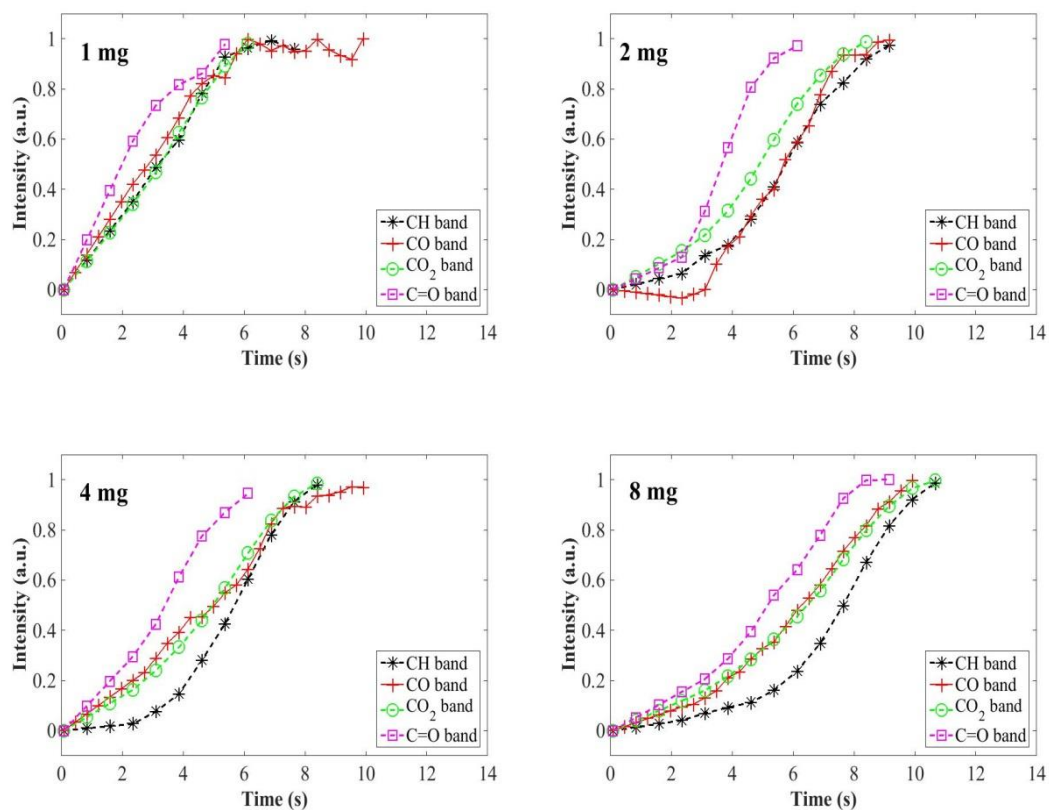 1 mg
Intensity (a.u.)
1
0.8
0.6
0.4
0.2
0
CH band
CO band
CO2 band
C=O band
0 2 4 6 8 10 12 14
Time (s)
2 mg
Intensity (a.u.)
1
0.8
0.6
0.4
0.2
0
CH band
CO band
CO2 band
C=O band
0 2 4 6 8 10 12 14
Time (s)
4 mg
Intensity (a.u.)
1
0.8
0.6
0.4
0.2
0
CH band
CO band
CO2 band
C=O band
0 2 4 6 8 10 12 14
Time (s)
8 mg
Intensity (a.u.)
1
0.8
0.6
0.4
0.2
0
CH band
CO band
CO2 band
C=O band
0 2 4 6 8 10 12 14
Time (s)